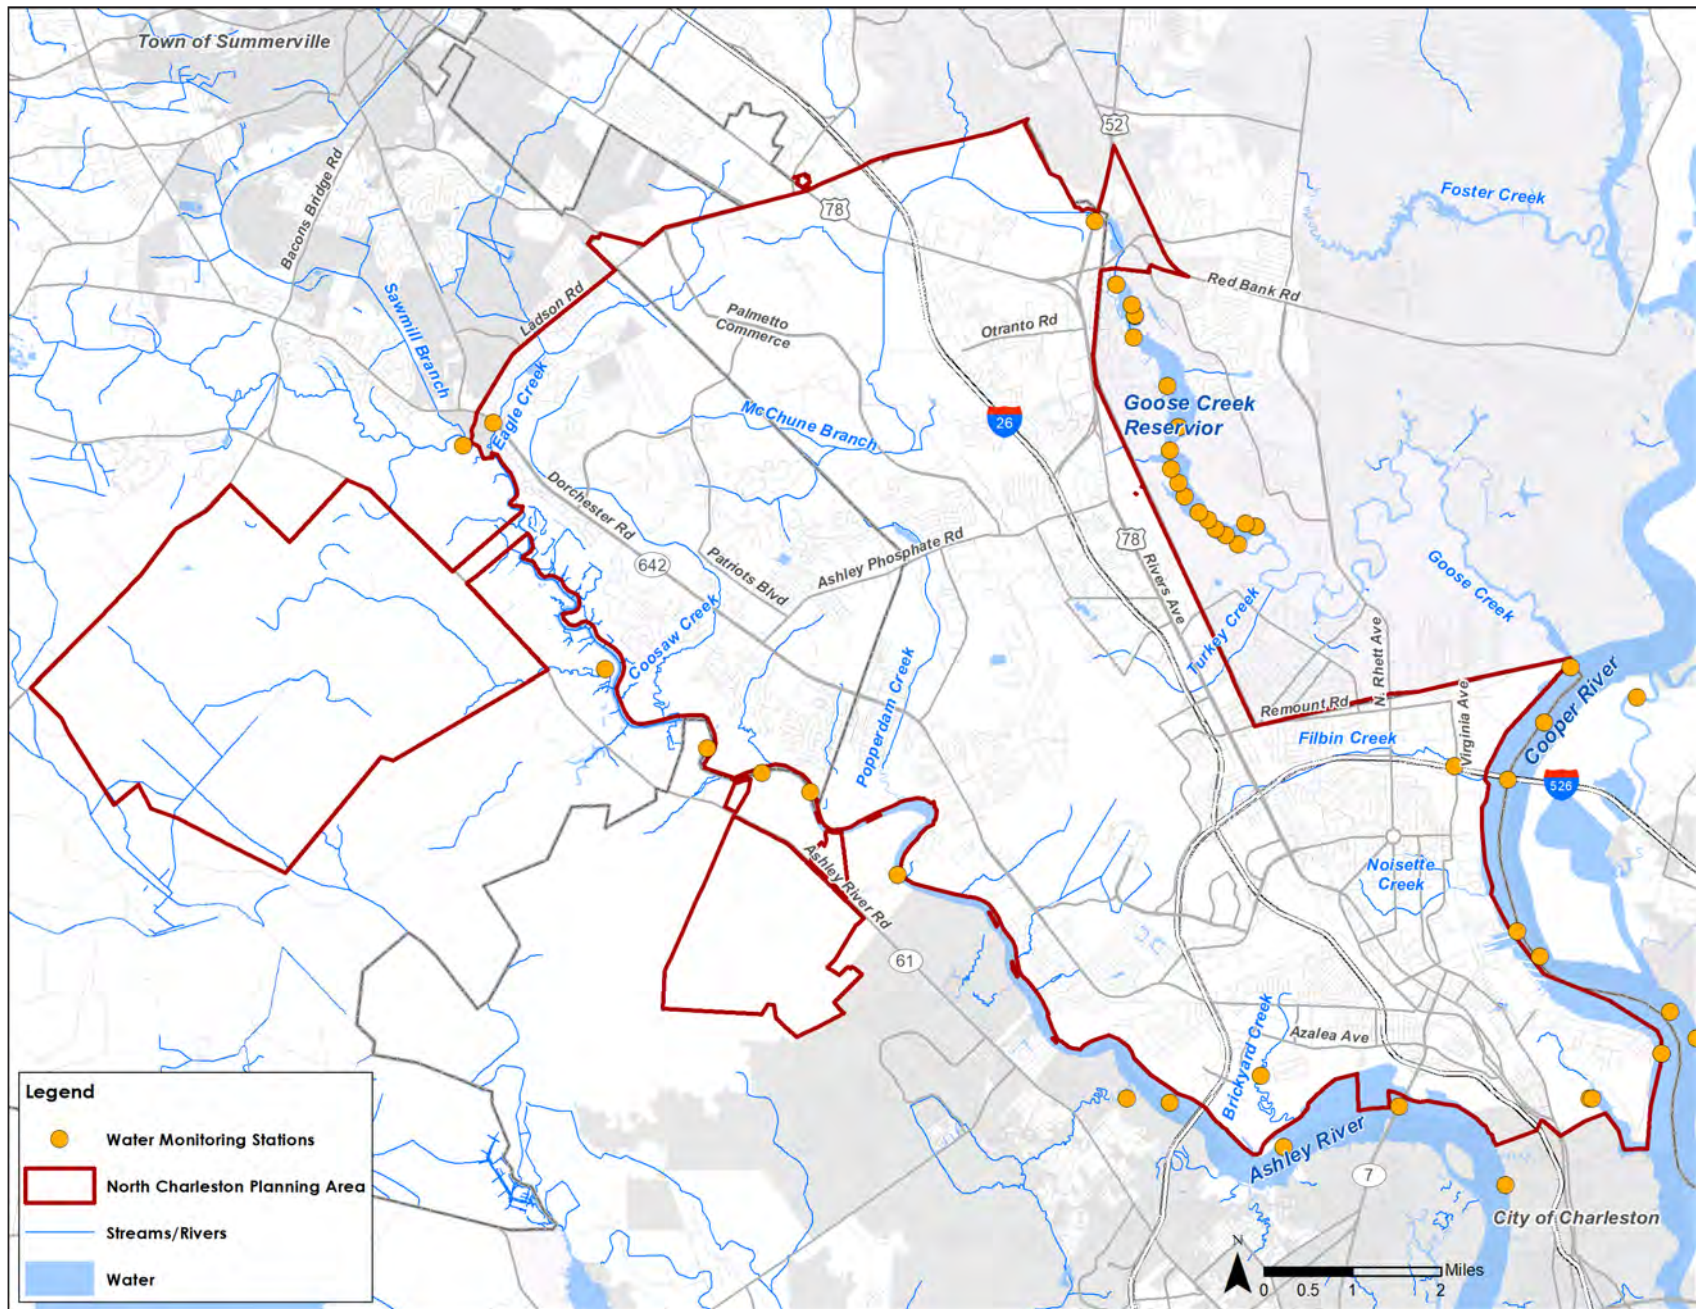 Town of Summerville
52
Foster Creek
Bacons Bridge Rd
78
Red Bank Rd
Sawmill Branch
Ladson Rd
Palmetto
Commerce
Otranto Rd
Eagle Creek
McChune Branch
26
Goose Creek
Reservior
Dorchester Rd
642
Patriots Blvd
Ashley Phosphate Rd
78
Rivers Ave
Goose Creek
Coosaw Creek
Turkey Creek
N. Rhett Ave
Popperdam Creek
Remount Rd
Virginia Ave
Cooper River
Filbin Creek
526
Ashley River Rd
Noisette
Creek
61
Brickyard Creek
Azalea Ave
Ashley River
7
City of Charleston
Legend
Water Monitoring Stations
North Charleston Planning Area
Streams/Rivers
Water
N
Miles
0 0.5 1 2